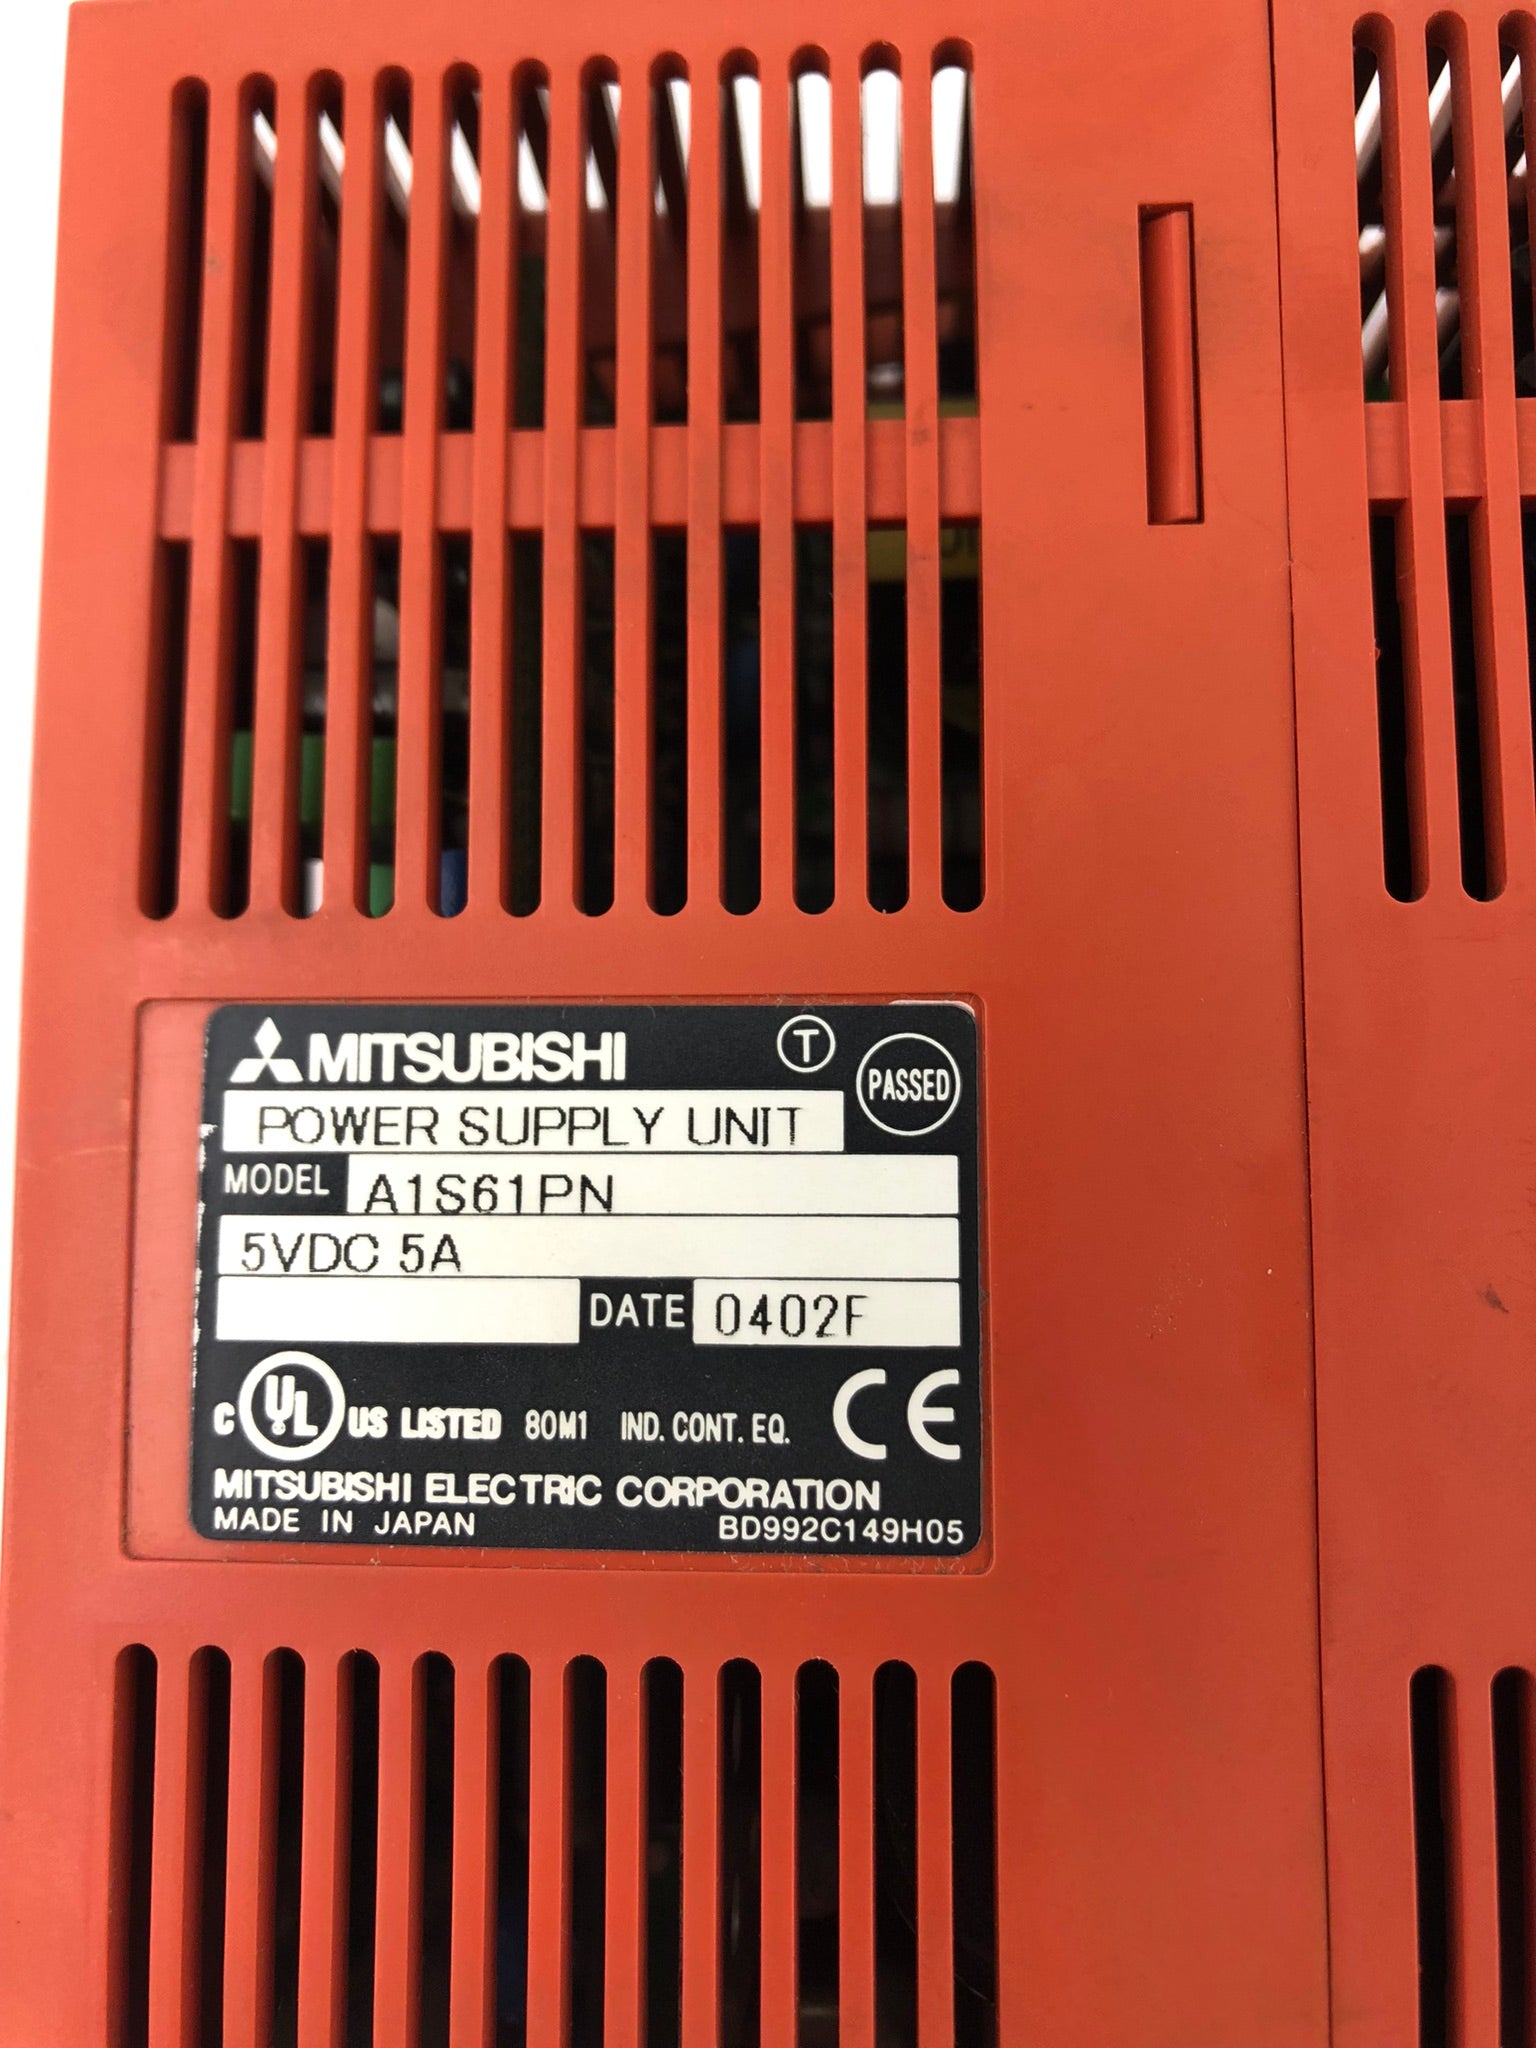 MITSUBISHI T
PASSED
POWER SUPPLY UNIT
MODEL A1S61PN
5VDC 5A
DATE 0402F
C UL US LISTED 80M1 IND. CONT. EQ. CE
MITSUBISHI ELECTRIC CORPORATION
MADE IN JAPAN BD992C149H05